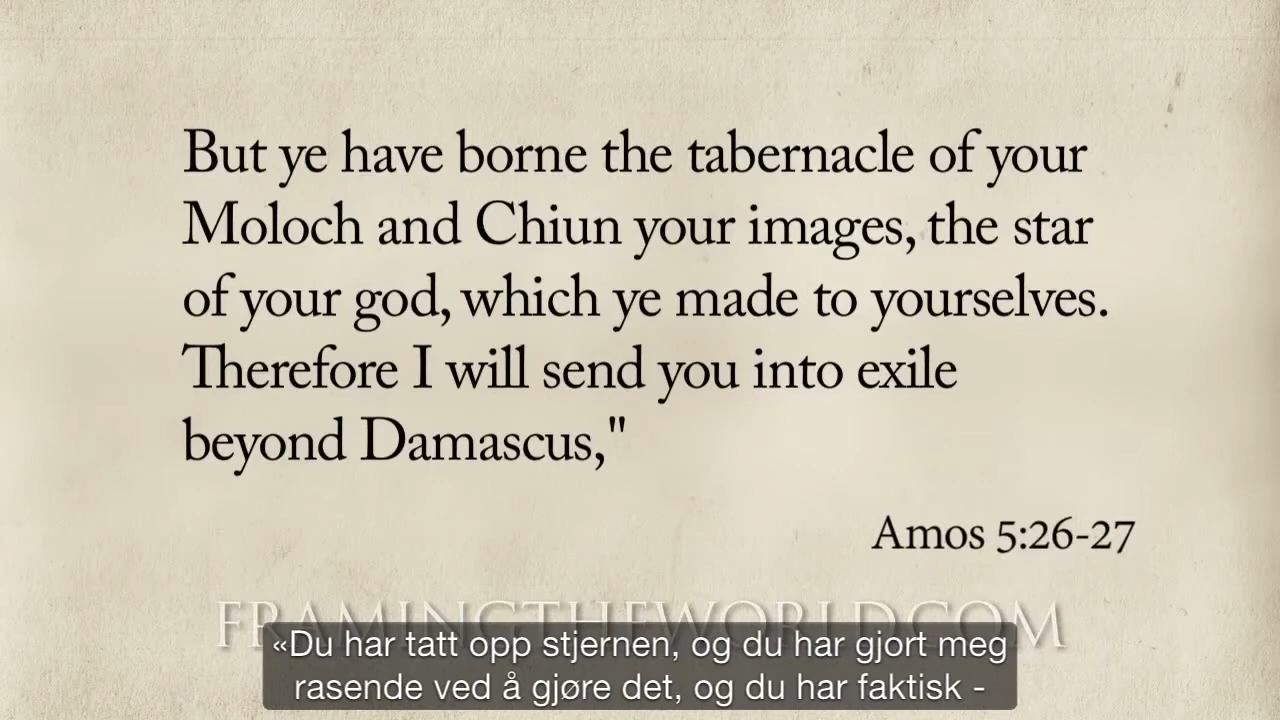 But ye have borne the tabernacle of your
Moloch and Chiun your images, the star
of your god, which ye made to yourselves.
Therefore I will send you into exile
beyond Damascus,"
Amos 5:26-27
FRAMINGTHEWORLD.COM
«Du har tatt opp stjernen, og du har gjort meg
rasende ved å gjøre det, og du har faktisk -